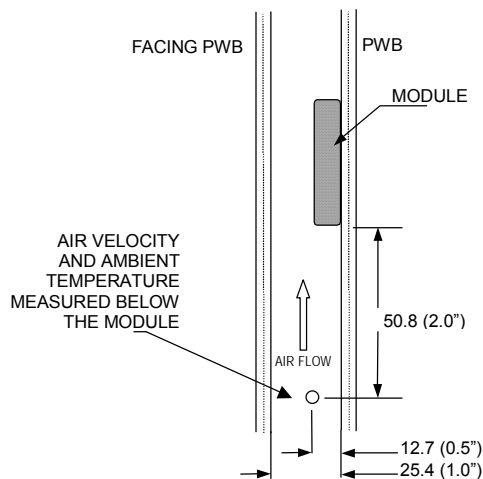 FACING PWB
PWB
MODULE
AIR VELOCITY
AND AMBIENT
TEMPERATURE
MEASURED BELOW
THE MODULE
50.8 (2.0”)
AIR FLOW
12.7 (0.5”)
25.4 (1.0”)